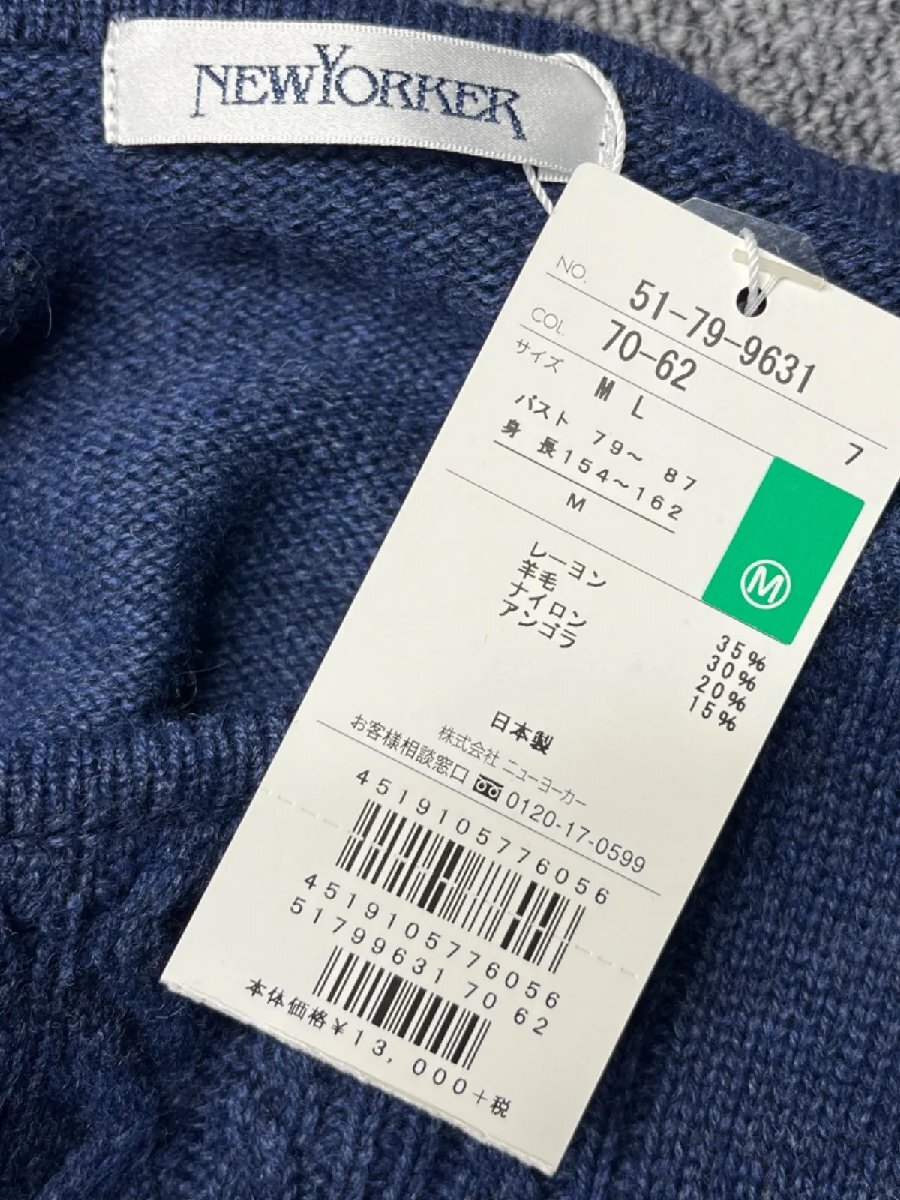 NEWYORKER
NO. 51-79-9631
COL. 70-62 7
サイズ M L
バスト 79～ 87
身 長154～162
M
M
レーヨン 35%
羊毛 30%
ナイロン 20%
アンゴラ 15%
日本製
株式会社 ニューヨーカー
お客様相談窓口 0120-17-0599
4519105776056
4519105776056
51799631 70 62
本体価格¥13,000+税